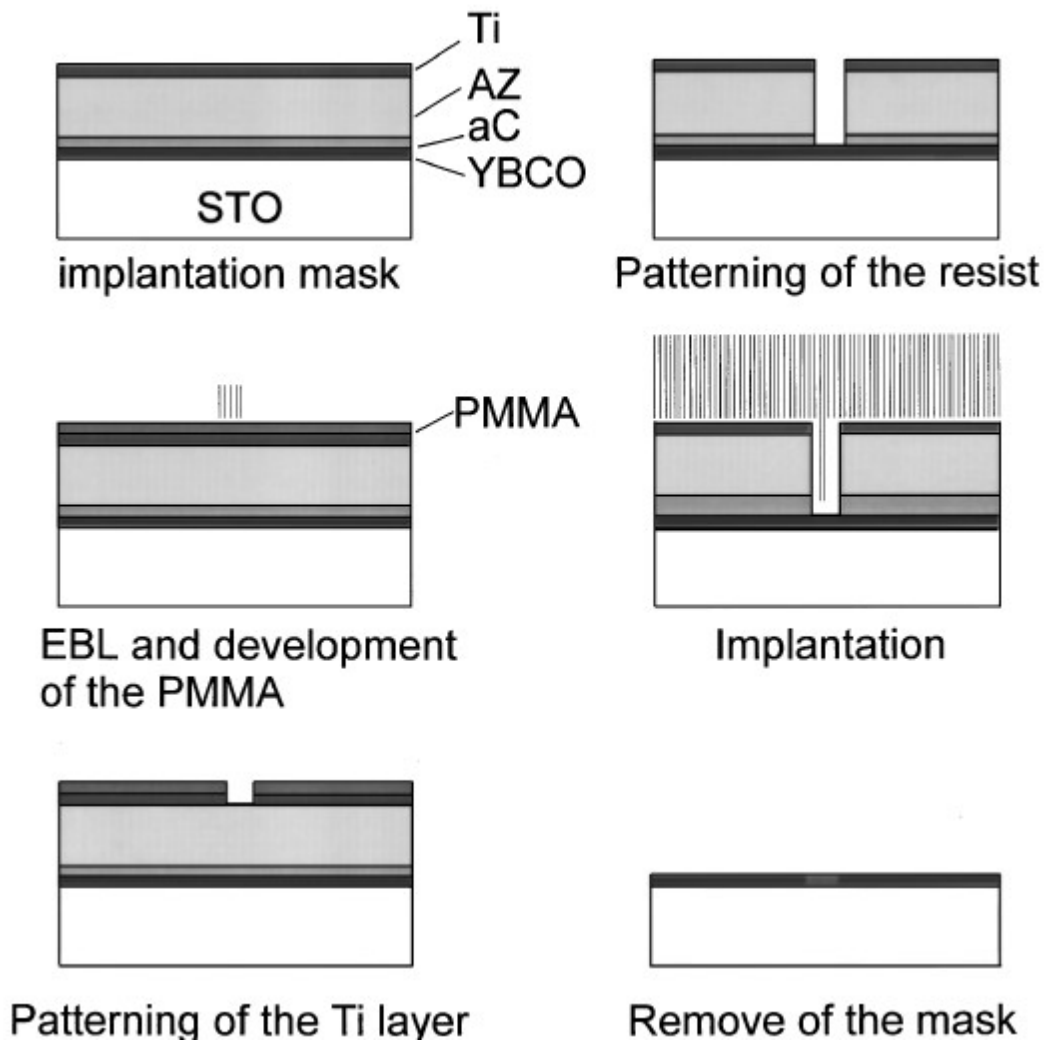 Ti
AZ
aC
YBCO
STO
implantation mask
PMMA
EBL and development
of the PMMA
Patterning of the Ti layer
Patterning of the resist
Implantation
Remove of the mask